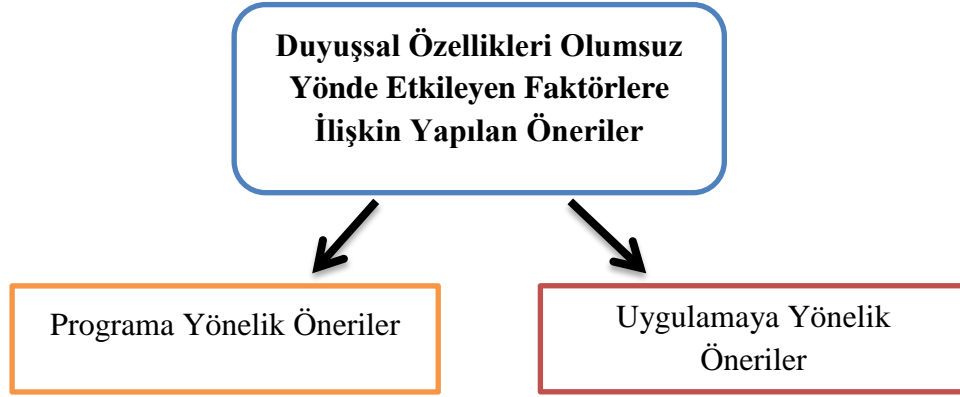 Duyuşsal Özellikleri Olumsuz
Yönde Etkileyen Faktörlere
İlişkin Yapılan Öneriler
Programa Yönelik Öneriler
Uygulamaya Yönelik
Öneriler